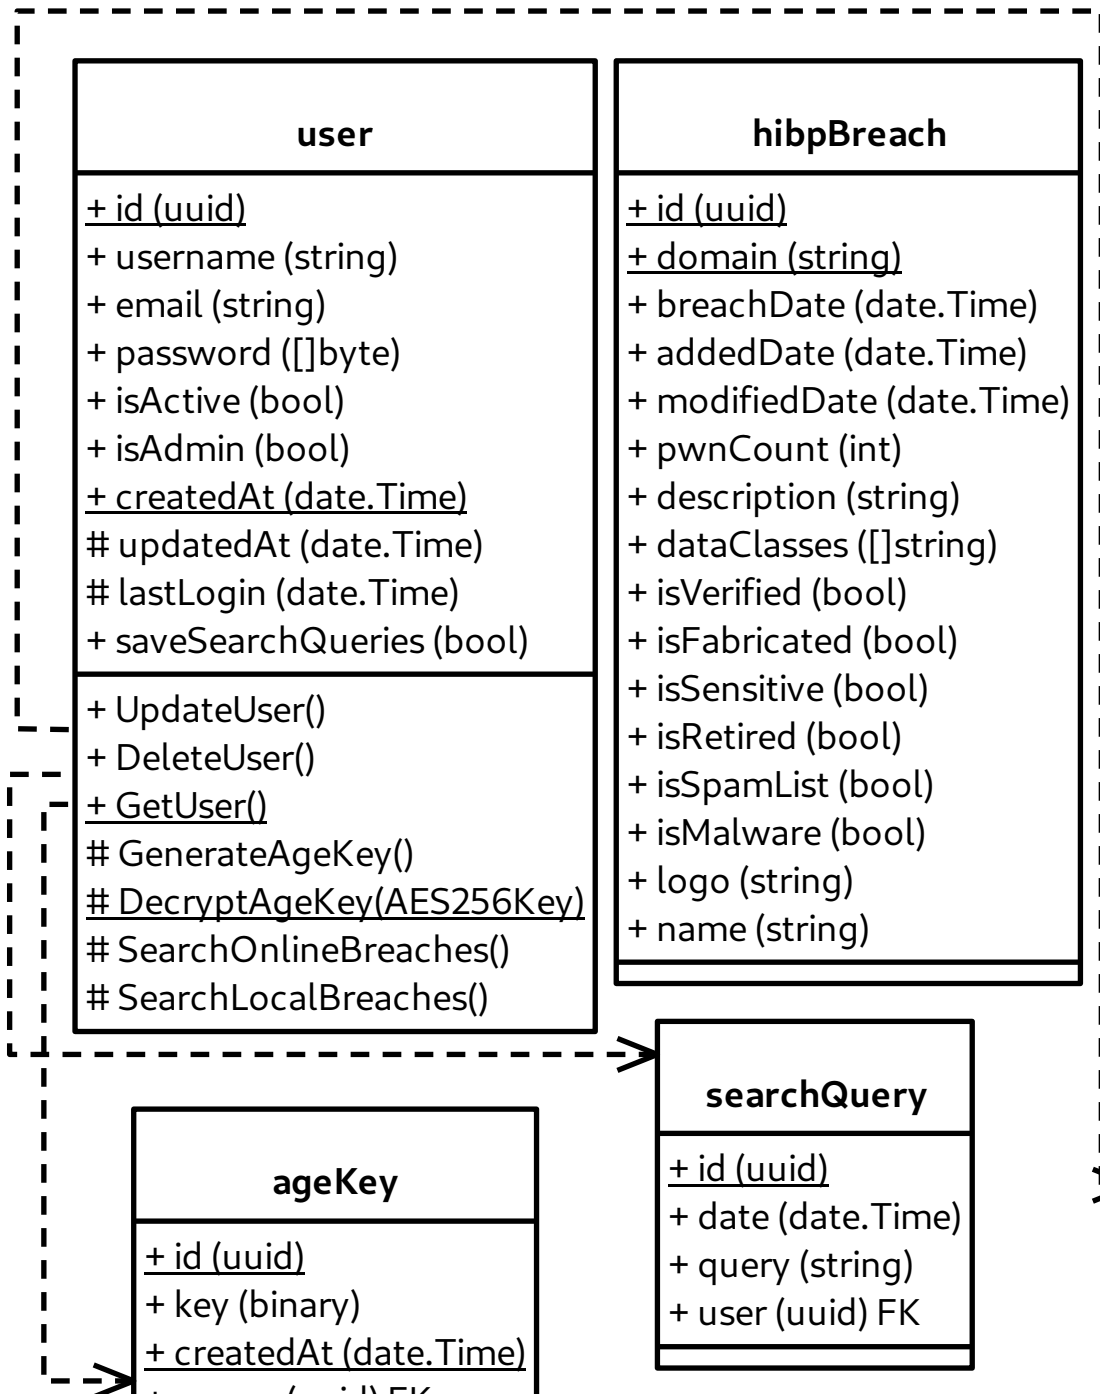 user
+ id (uuid)
+ username (string)
+ email (string)
+ password ([]byte)
+ isActive (bool)
+ isAdmin (bool)
+ createdAt (date.Time)
# updatedAt (date.Time)
# lastLogin (date.Time)
+ saveSearchQueries (bool)
+ UpdateUser()
+ DeleteUser()
+ GetUser()
# GenerateAgeKey()
# DecryptAgeKey(AES256Key)
# SearchOnlineBreaches()
# SearchLocalBreaches()
hibpBreach
+ id (uuid)
+ domain (string)
+ breachDate (date.Time)
+ addedDate (date.Time)
+ modifiedDate (date.Time)
+ pwnCount (int)
+ description (string)
+ dataClasses ([]string)
+ isVerified (bool)
+ isFabricated (bool)
+ isSensitive (bool)
+ isRetired (bool)
+ isSpamList (bool)
+ isMalware (bool)
+ logo (string)
+ name (string)
searchQuery
+ id (uuid)
+ date (date.Time)
+ query (string)
+ user (uuid) FK
ageKey
+ id (uuid)
+ key (binary)
+ createdAt (date.Time)